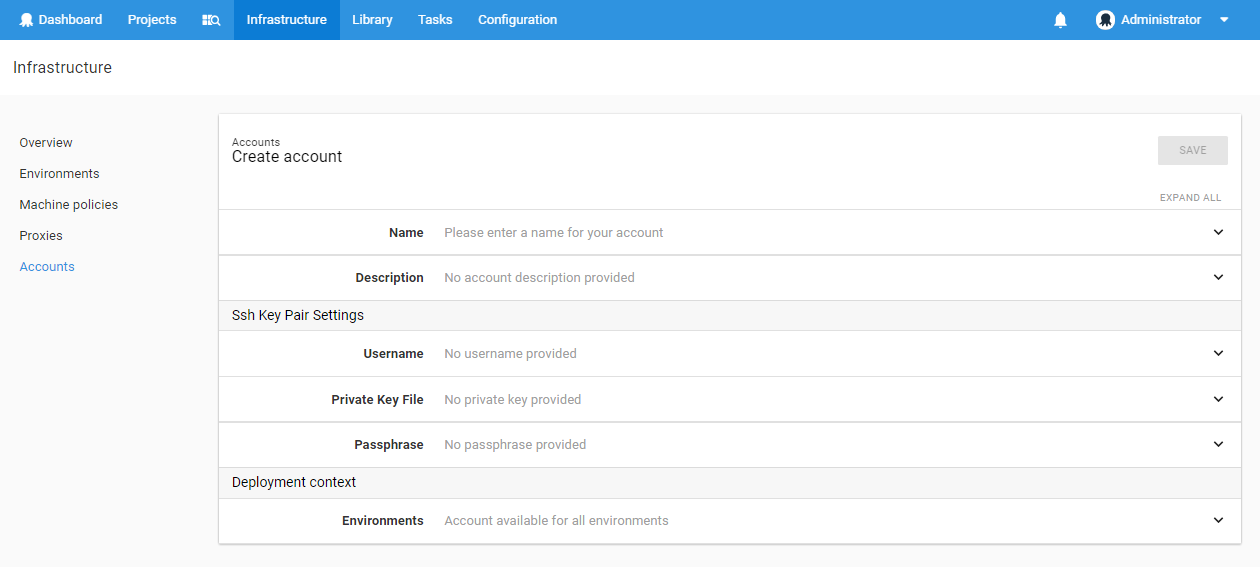 Dashboard Projects Infrastructure Library Tasks Configuration Administrator
Infrastructure
Overview
Environments
Machine policies
Proxies
Accounts
Accounts
Create account
SAVE
EXPAND ALL
Name Please enter a name for your account
Description No account description provided
Ssh Key Pair Settings
Username No username provided
Private Key File No private key provided
Passphrase No passphrase provided
Deployment context
Environments Account available for all environments